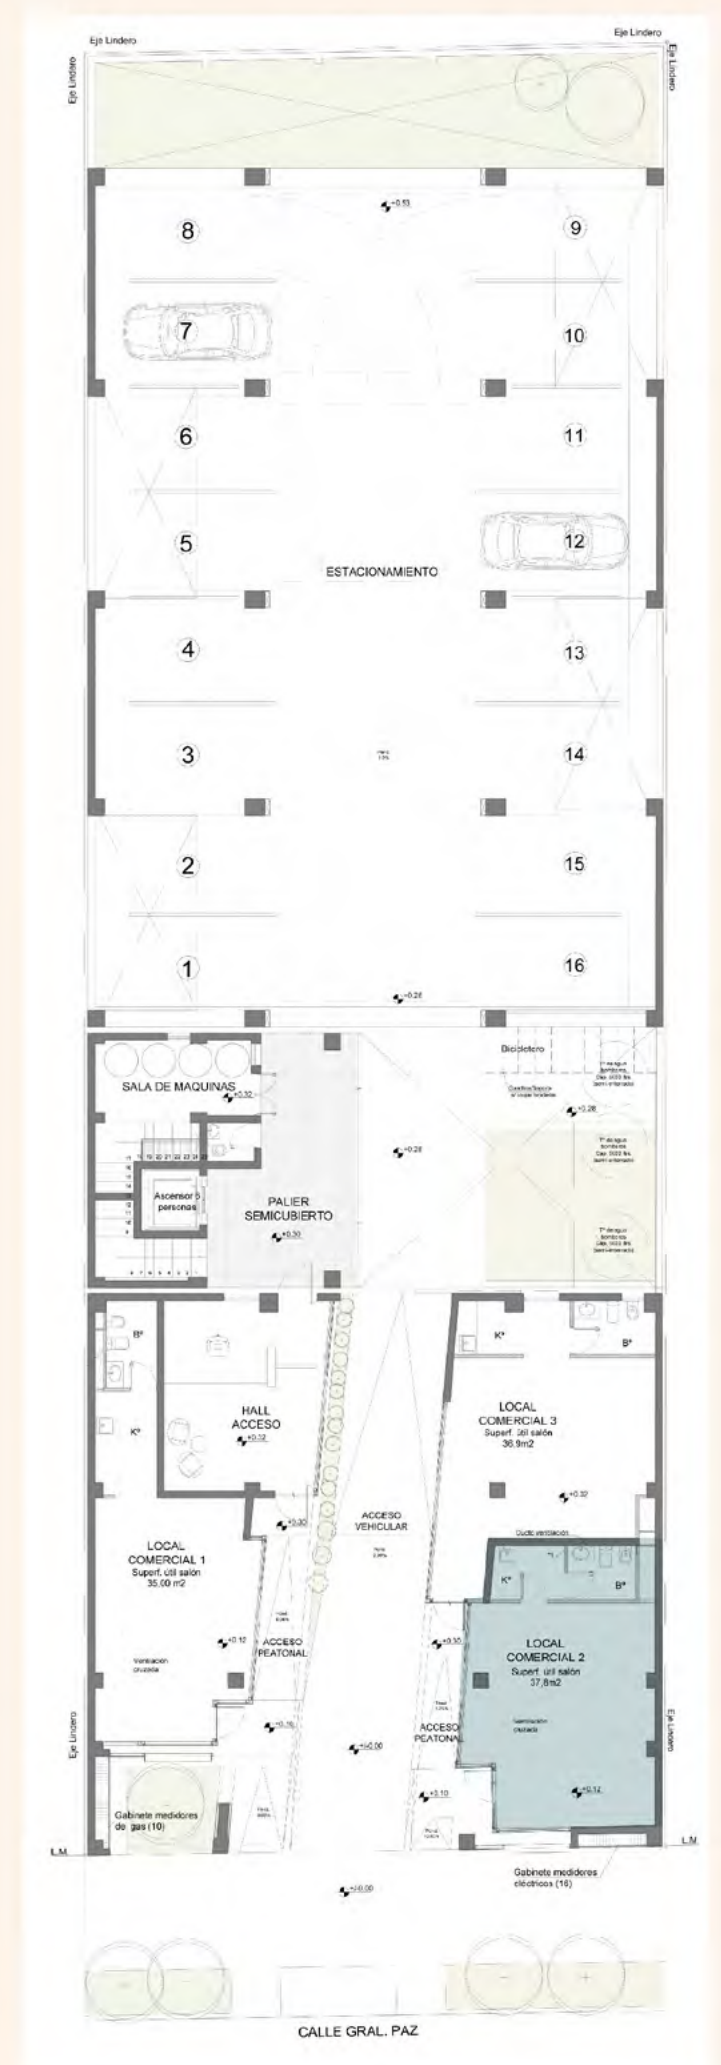 Eje Lindero
Eje Lindero
Eje Lindero
Eje Lindero
+0.53
8
9
7
10
6
11
5
12
ESTACIONAMIENTO
4
13
3
14
2
15
1
16
+0.28
Bicicletero
SALA DE MAQUINAS
+0.32
+0.28
+0.28
Ascensor 6
personas
PALIER
SEMICUBIERTO
+0.30
B°
K°
HALL
ACCESO
+0.32
K°
B°
LOCAL
COMERCIAL 3
Superf. útil salón
36.9m2
+0.32
ACCESO
VEHICULAR
+0.30
Ducto ventilación
LOCAL
COMERCIAL 1
Superf. útil salón
35,00 m2
K°
B°
+0.12
ACCESO
PEATONAL
+0.30
LOCAL
COMERCIAL 2
Superf. útil salón
37,8m2
Ventilación
cruzada
Ventilación
cruzada
ACCESO
PEATONAL
Eje Lindero
Eje Lindero
+0.10
+/-0.00
+0.10
+0.12
Gabinete medidores
de gas (10)
L.M.
L.M.
Gabinete medidores
eléctricos (16)
+/-0.00
CALLE GRAL. PAZ